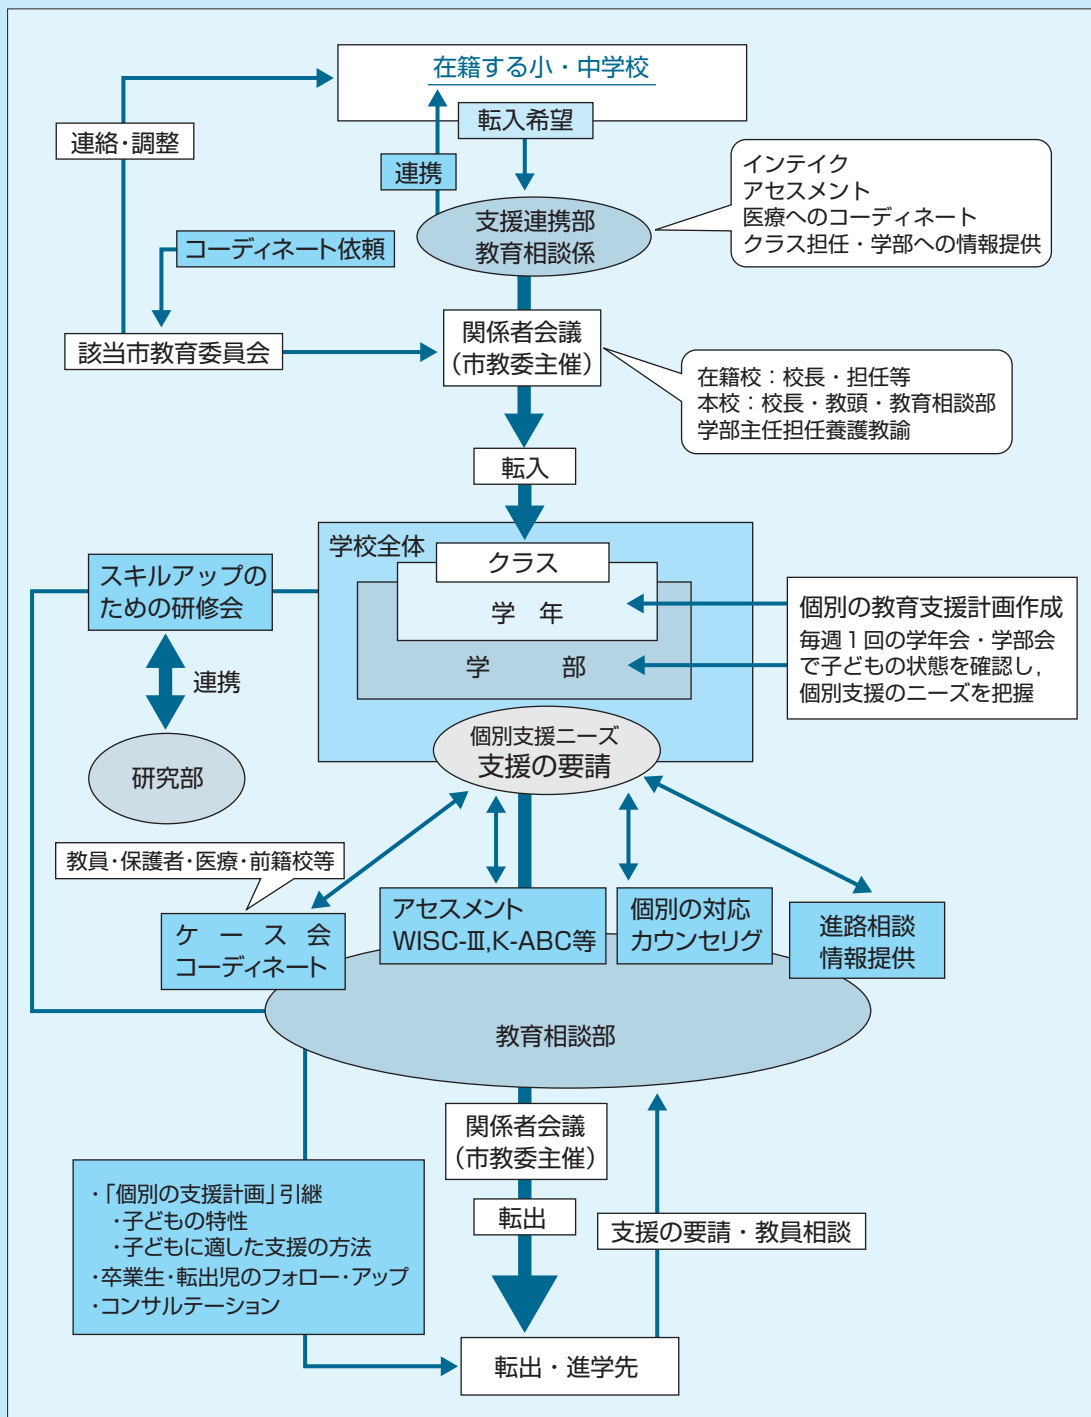 在籍する小・中学校
転入希望
連絡・調整
連携
インテイク
アセスメント
医療へのコーディネート
クラス担任・学部への情報提供
支援連携部
教育相談係
コーディネート依頼
該当市教育委員会
関係者会議
（市教委主催）
在籍校：校長・担任等
本校：校長・教頭・教育相談部
学部主任担任養護教諭
転入
学校全体
クラス
学　年
学　　　部
スキルアップの
ための研修会
連携
研究部
個別の教育支援計画作成
毎週１回の学年会・学部会
で子どもの状態を確認し，
個別支援のニーズを把握
個別支援ニーズ
支援の要請
教員・保護者・医療・前籍校等
ケ　ー　ス　会
コーディネート
アセスメント
WISC-Ⅲ,K-ABC等
個別の対応
カウンセリグ
進路相談
情報提供
教育相談部
関係者会議
（市教委主催）
転出
・「個別の支援計画」引継
・子どもの特性
・子どもに適した支援の方法
・卒業生・転出児のフォロー・アップ
・コンサルテーション
支援の要請・教員相談
転出・進学先